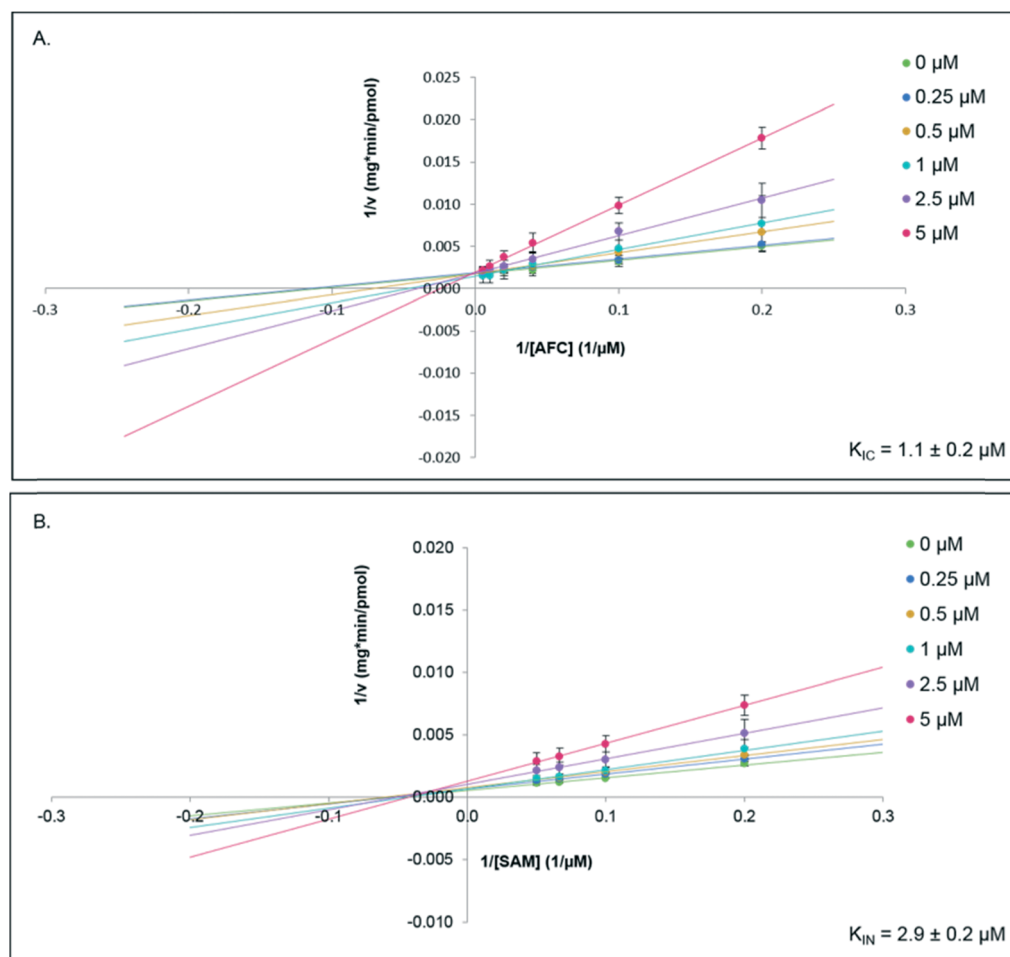 A.
1/v (mg*min/pmol)
0.025
0.020
0.015
0.010
0.005
0.000
-0.005
-0.010
-0.015
-0.020
-0.3
-0.2
-0.1
0.0
0.1
0.2
0.3
1/[AFC] (1/µM)
0 µM
0.25 µM
0.5 µM
1 µM
2.5 µM
5 µM
KIC = 1.1 ± 0.2 µM
B.
1/v (mg*min/pmol)
0.020
0.015
0.010
0.005
0.000
-0.005
-0.010
-0.3
-0.2
-0.1
0.0
0.1
0.2
0.3
1/[SAM] (1/µM)
0 µM
0.25 µM
0.5 µM
1 µM
2.5 µM
5 µM
KIN = 2.9 ± 0.2 µM